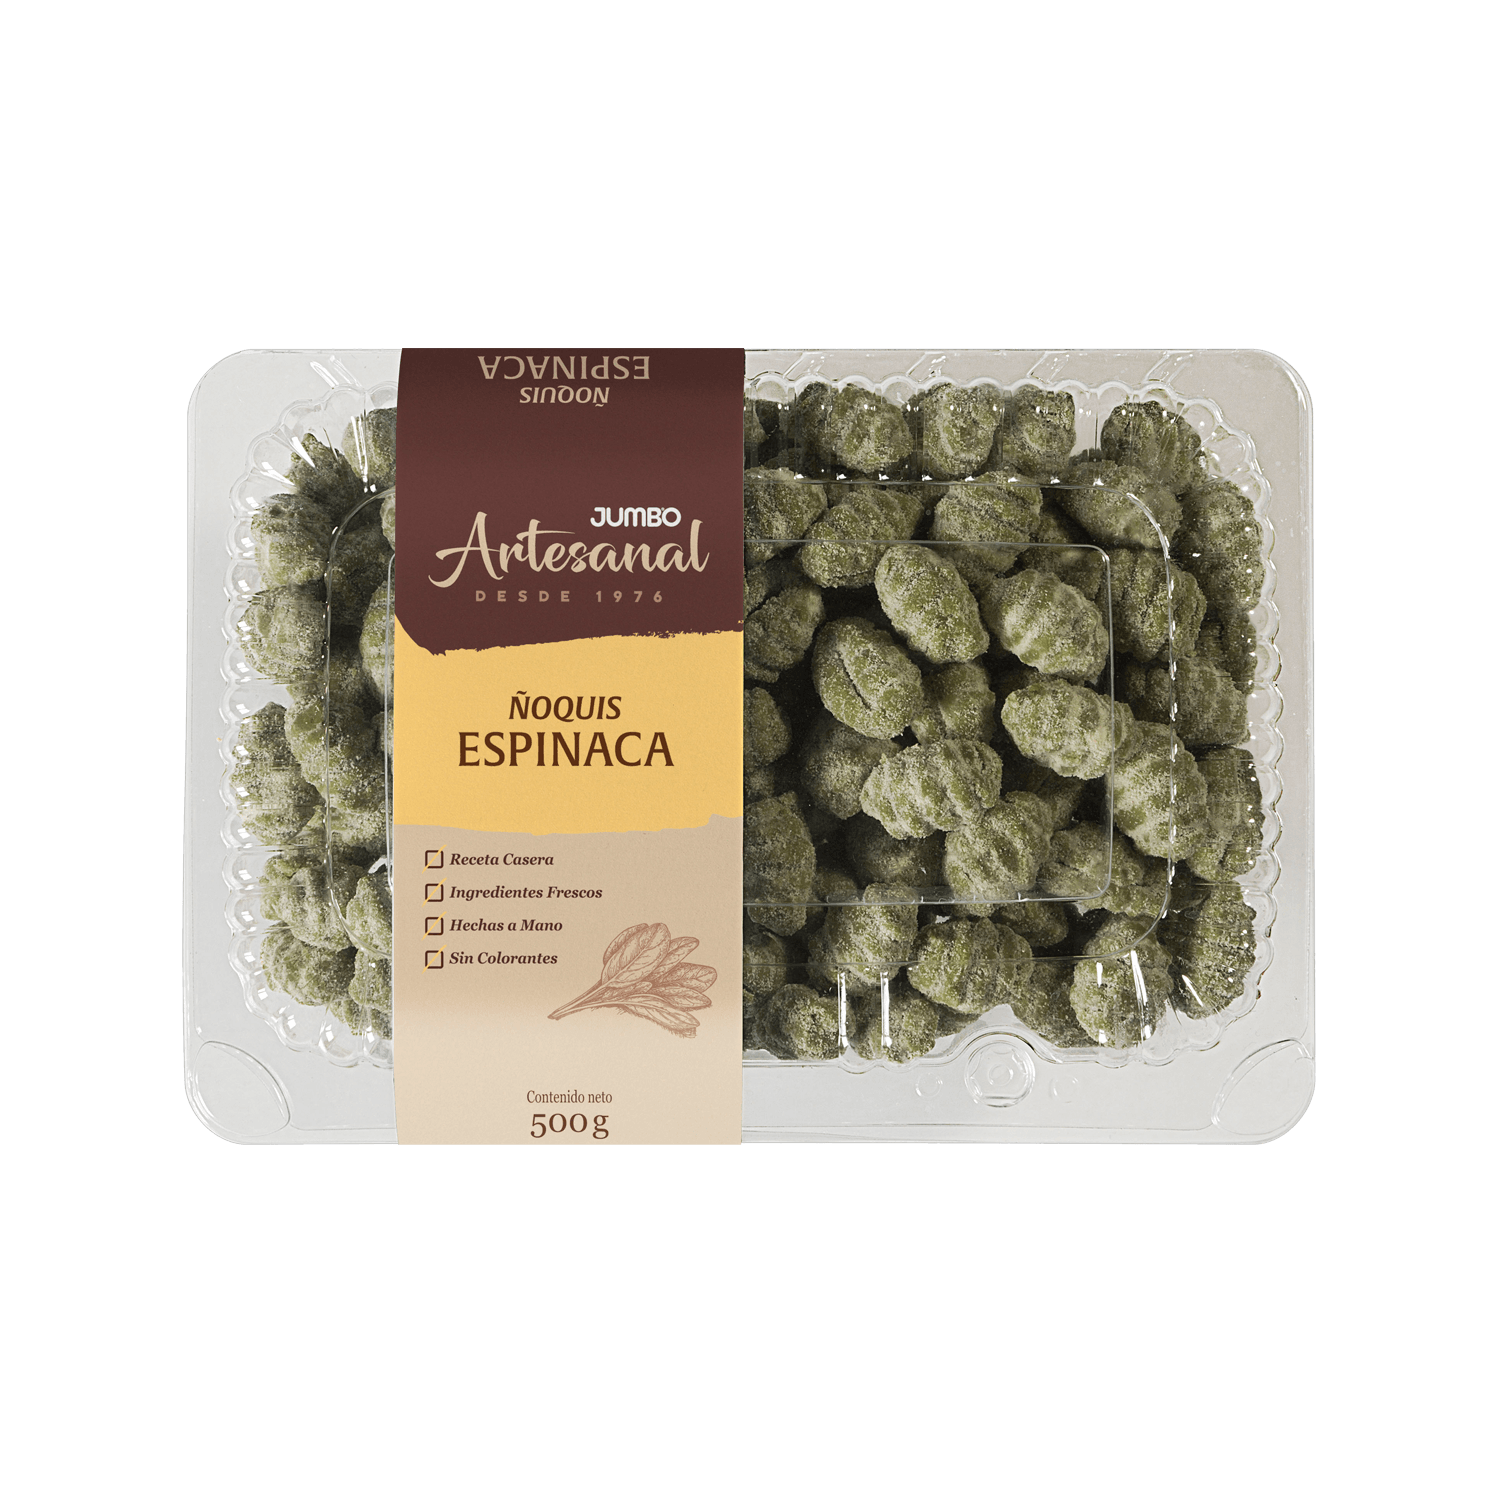 ÑOQUIS
ESPINACA
JUMBO
Artesanal
DESDE 1976
ÑOQUIS
ESPINACA
Receta Casera
Ingredientes Frescos
Hechas a Mano
Sin Colorantes
Contenido neto
500g